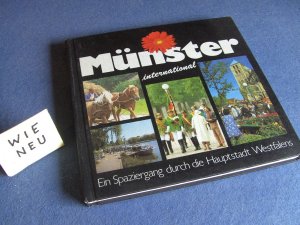 Münster
international
WIE
NEU
Ein Spaziergang durch die Hauptstadt Westfalens